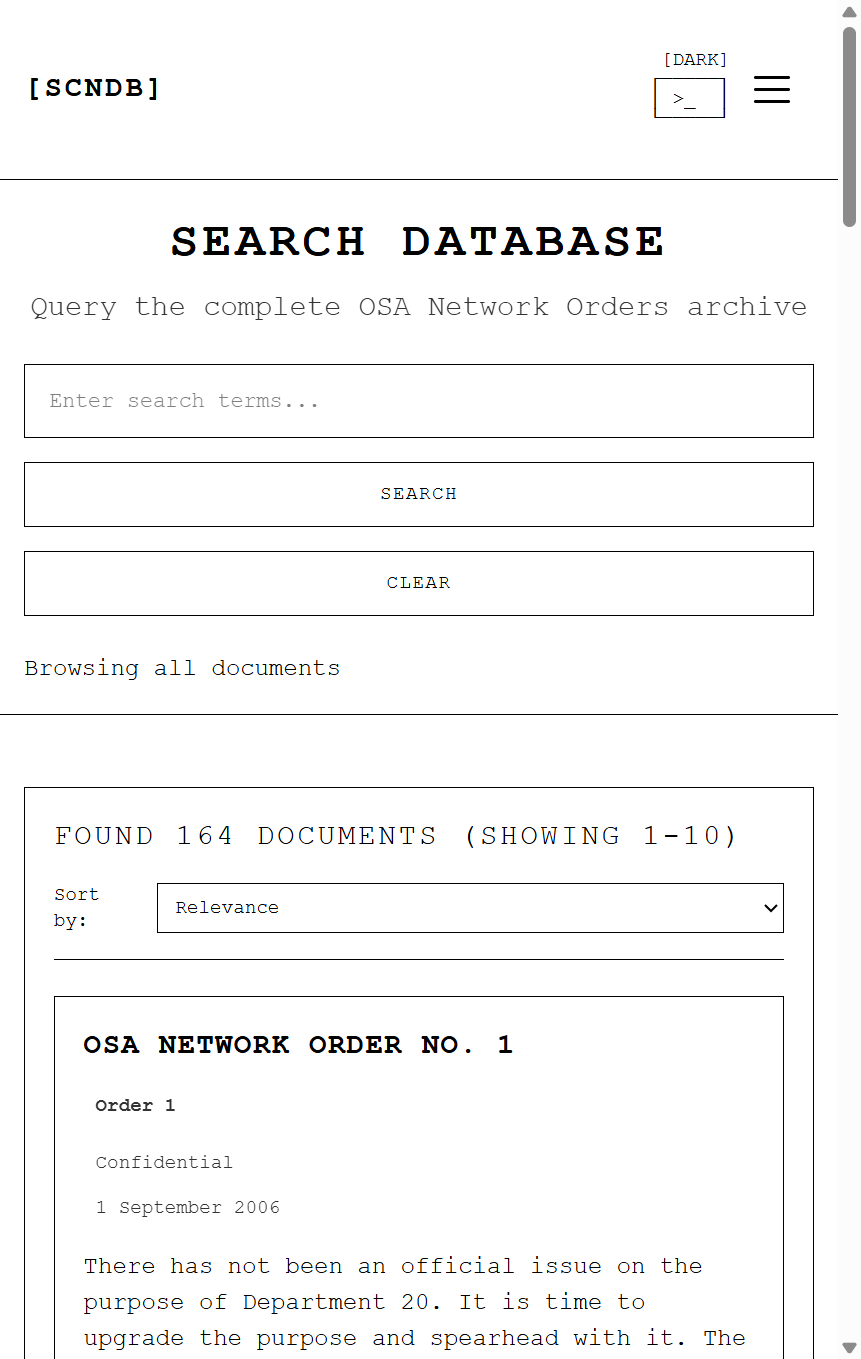 [SCNDB]
[DARK]
>_
SEARCH DATABASE
Query the complete OSA Network Orders archive
Enter search terms...
SEARCH
CLEAR
Browsing all documents
FOUND 164 DOCUMENTS (SHOWING 1-10)
Sort
by:
Relevance
OSA NETWORK ORDER NO. 1
Order 1
Confidential
1 September 2006
There has not been an official issue on the
purpose of Department 20. It is time to
upgrade the purpose and spearhead with it. The